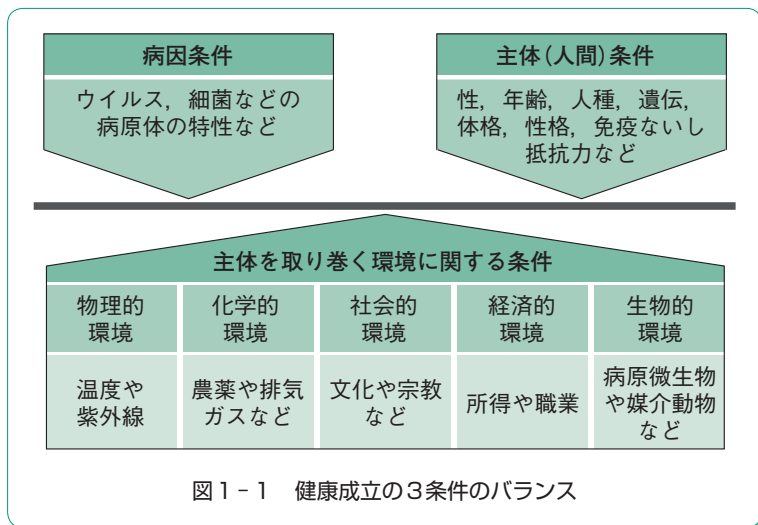 病因条件
ウイルス，細菌などの
病原体の特性など
主体(人間)条件
性，年齢，人種，遺伝，
体格，性格，免疫ないし
抵抗力など
主体を取り巻く環境に関する条件
物理的
環境
化学的
環境
社会的
環境
経済的
環境
生物的
環境
温度や
紫外線
農薬や排気
ガスなど
文化や宗教
など
所得や職業
病原微生物
や媒介動物
など
図1－1　健康成立の3条件のバランス